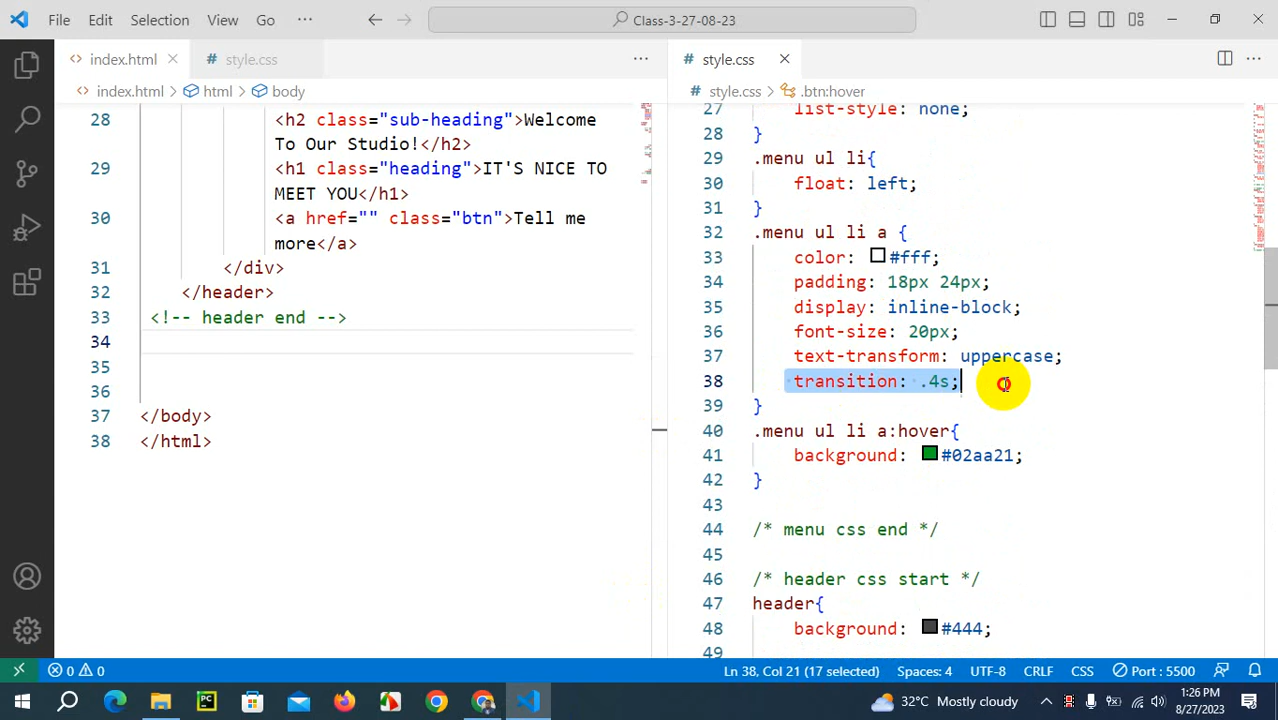 File Edit Selection View Go ··· Class-3-27-08-23
index.html style.css ···
index.html > html > body
28 <h2 class="sub-heading">Welcome
To Our Studio!</h2>
29 <h1 class="heading">IT'S NICE TO
MEET YOU</h1>
30 <a href="" class="btn">Tell me
more</a>
31 </div>
32 </header>
33 <!-- header end -->
34
35
36
37 </body>
38 </html>
style.css ···
style.css > .btn:hover
27 list-style: none;
28 }
29 .menu ul li{
30 float: left;
31 }
32 .menu ul li a {
33 color: #fff;
34 padding: 18px 24px;
35 display: inline-block;
36 font-size: 20px;
37 text-transform: uppercase;
38 transition: .4s;
39 }
40 .menu ul li a:hover{
41 background: #02aa21;
42 }
43
44 /* menu css end */
45
46 /* header css start */
47 header{
48 background: #444;
49
0 0 Ln 38, Col 21 (17 selected) Spaces: 4 UTF-8 CRLF CSS Port : 5500
PC 32°C Mostly cloudy 1:26 PM
8/27/2023